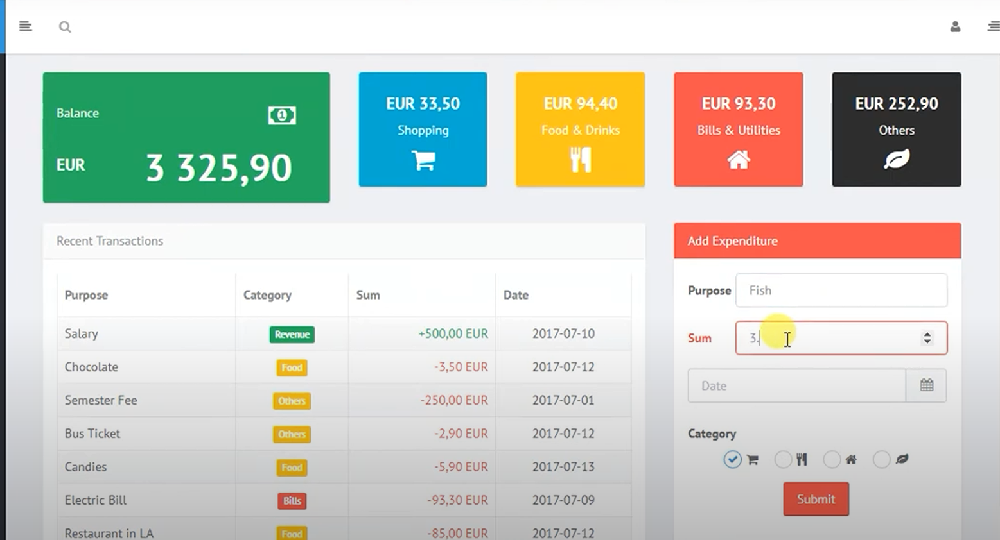 Balance
EUR 3 325,90
EUR 33,50
Shopping
EUR 94,40
Food & Drinks
EUR 93,30
Bills & Utilities
EUR 252,90
Others
Recent Transactions
Purpose Category Sum Date
Salary Revenue +500,00 EUR 2017-07-10
Chocolate Food -3,50 EUR 2017-07-12
Semester Fee Others -250,00 EUR 2017-07-01
Bus Ticket Others -2,90 EUR 2017-07-12
Candies Food -5,90 EUR 2017-07-13
Electric Bill Bills -93,30 EUR 2017-07-09
Restaurant in LA Food -85,00 EUR 2017-07-12
Add Expenditure
Purpose Fish
Sum 3.
Date
Category
Submit